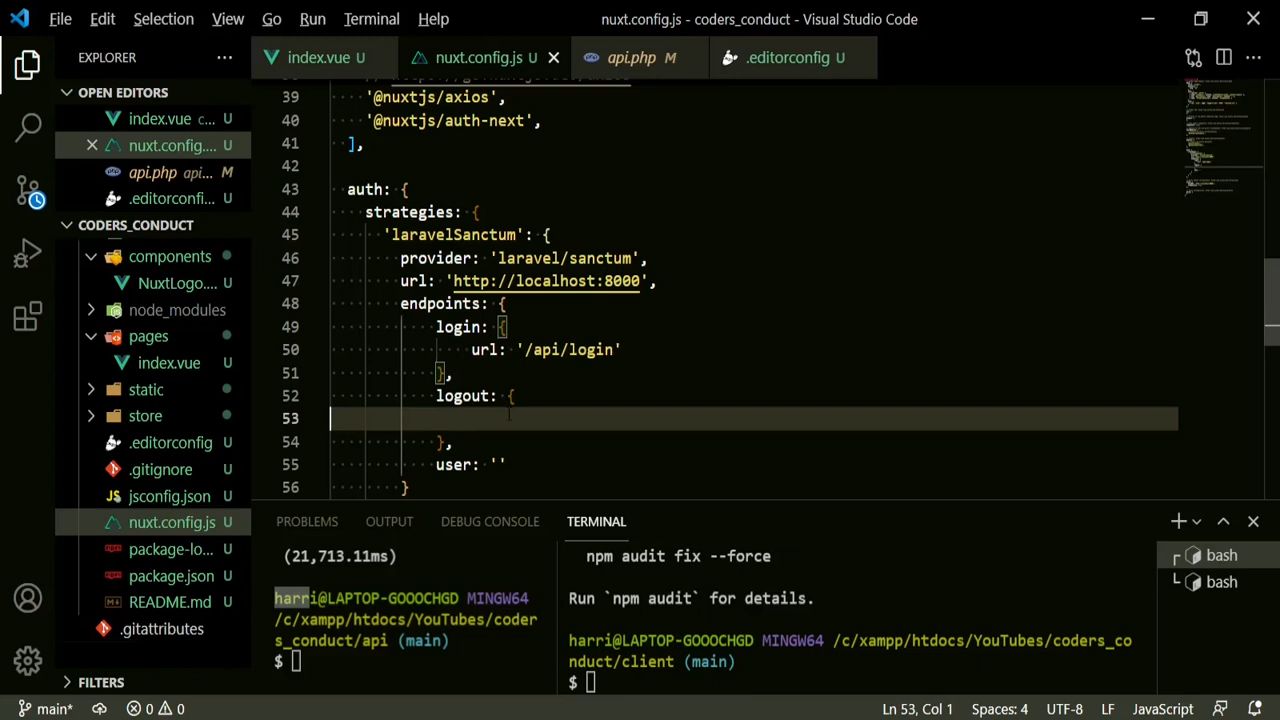 File Edit Selection View Go Run Terminal Help nuxt.config.js - coders_conduct - Visual Studio Code
EXPLORER
index.vue U
nuxt.config.js U
api.php M
.editorconfig U
OPEN EDITORS
index.vue c... U
nuxt.config.... U
api.php api... M
.editorconfi... U
CODERS_CONDUCT
components
NuxtLogo.... U
node_modules
pages
index.vue U
static
store
.editorconfig U
.gitignore U
jsconfig.json U
nuxt.config.js U
package-lo... U
package.json U
README.md U
.gitattributes
FILTERS
39 '@nuxtjs/axios',
40 '@nuxtjs/auth-next',
41 ],
42
43 auth: {
44 strategies: {
45 'laravelSanctum': {
46 provider: 'laravel/sanctum',
47 url: 'http://localhost:8000',
48 endpoints: {
49 login: {
50 url: '/api/login'
51 },
52 logout: {
53
54 },
55 user: ''
56 }
PROBLEMS OUTPUT DEBUG CONSOLE TERMINAL
(21,713.11ms)
harri@LAPTOP-GOOOCHGD MINGW64
/c/xampp/htdocs/YouTubes/coder
s_conduct/api (main)
$
npm audit fix --force
Run `npm audit` for details.
harri@LAPTOP-GOOOCHGD MINGW64 /c/xampp/htdocs/YouTubes/coders_co
nduct/client (main)
$
bash
bash
main* 0 0 Ln 53, Col 1 Spaces: 4 UTF-8 LF JavaScript